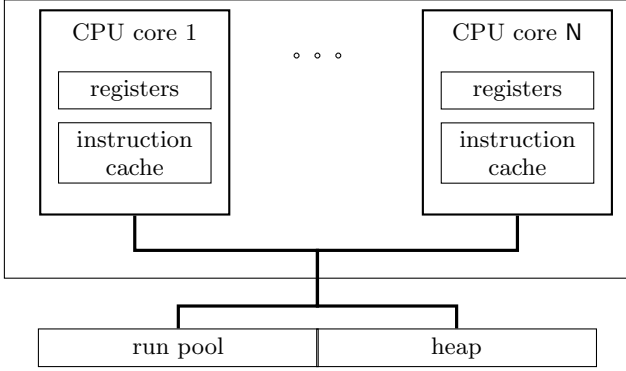 CPU core 1
registers
instruction
cache
CPU core N
registers
instruction
cache
run pool
heap